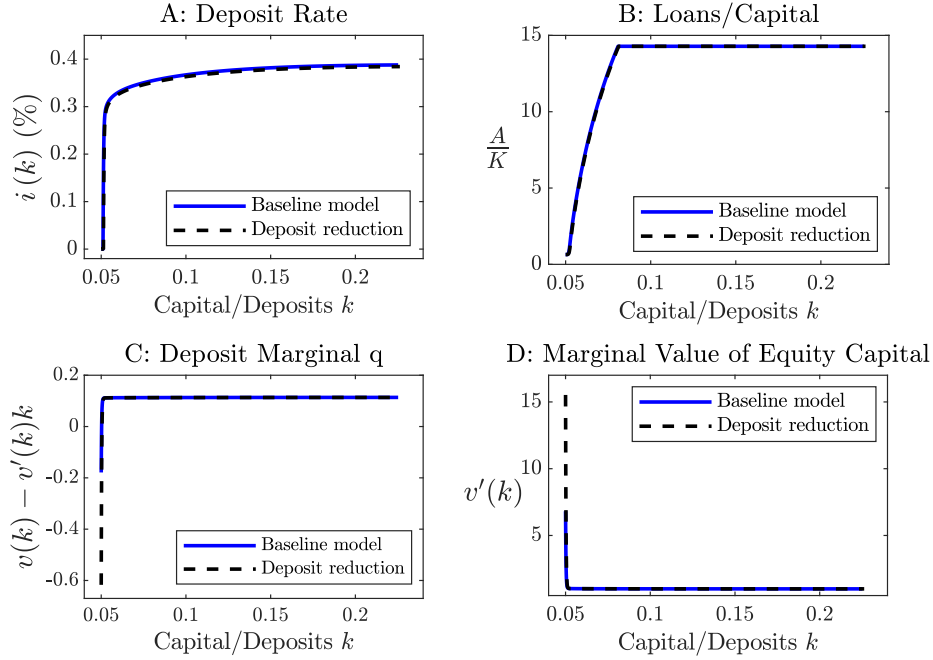 A: Deposit Rate
0.4
0.3
0.2
0.1
0
i (k) (%)
Baseline model
Deposit reduction
0.05 0.1 0.15 0.2
Capital/Deposits k
B: Loans/Capital
15
10
5
0
A
K
Baseline model
Deposit reduction
0.05 0.1 0.15 0.2
Capital/Deposits k
C: Deposit Marginal q
0.2
0
-0.2
-0.4
-0.6
v(k) − v′(k)k
Baseline model
Deposit reduction
0.05 0.1 0.15 0.2
Capital/Deposits k
D: Marginal Value of Equity Capital
15
10
5
v′(k)
Baseline model
Deposit reduction
0.05 0.1 0.15 0.2
Capital/Deposits k